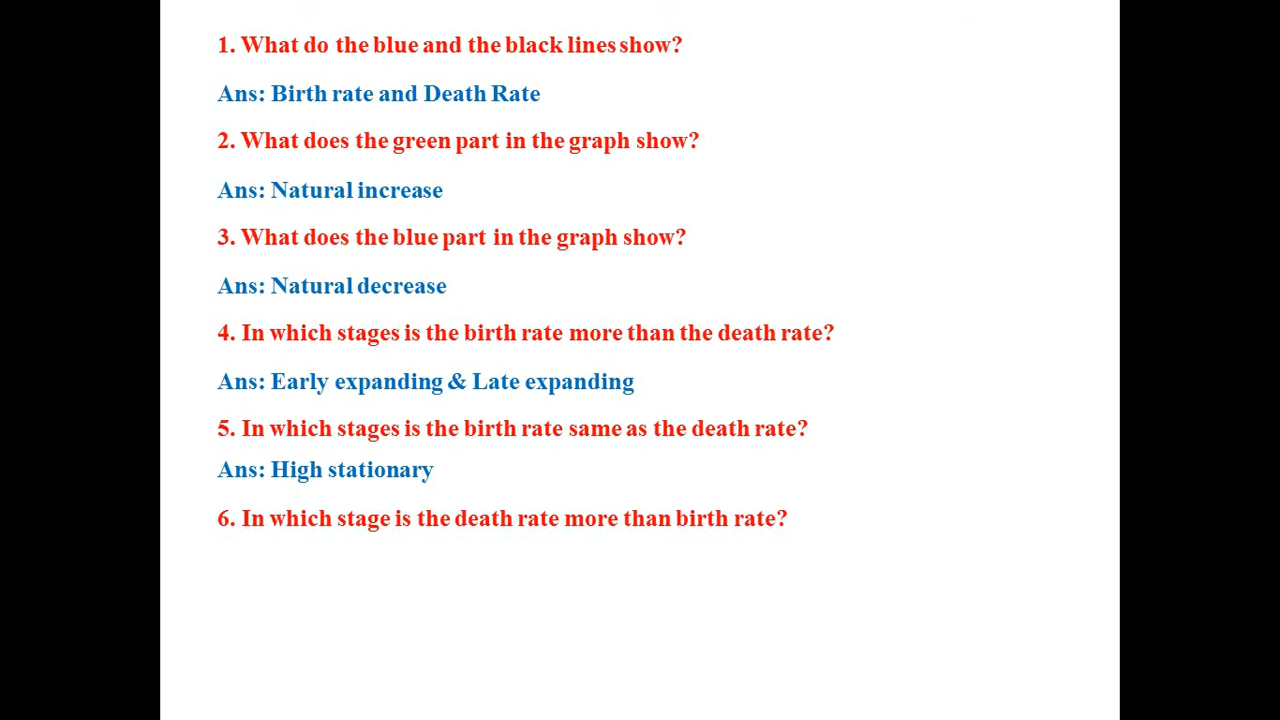 1. What do the blue and the black lines show?
Ans: Birth rate and Death Rate
2. What does the green part in the graph show?
Ans: Natural increase
3. What does the blue part in the graph show?
Ans: Natural decrease
4. In which stages is the birth rate more than the death rate?
Ans: Early expanding & Late expanding
5. In which stages is the birth rate same as the death rate?
Ans: High stationary
6. In which stage is the death rate more than birth rate?